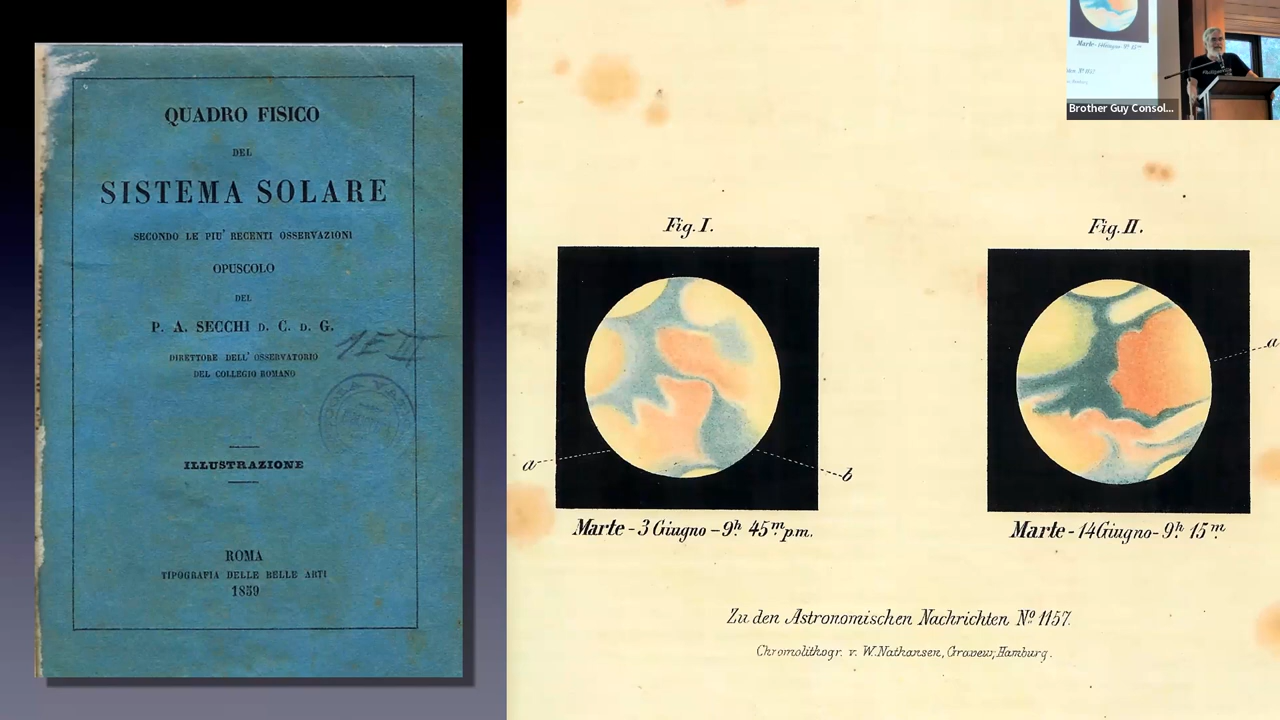 QUADRO FISICO
DEL
SISTEMA SOLARE
SECONDO LE PIU' RECENTI OSSERVAZIONI
OPUSCOLO
DEL
P. A. SECCHI D. C. D. G.
DIRETTORE DELL' OSSERVATORIO
DEL COLLEGIO ROMANO
ILLUSTRAZIONE
ROMA
TIPOGRAFIA DELLE BELLE ARTI
1859
Fig. I.
a
b
Marte - 3 Giugno - 9h. 45m. p.m.
Fig. II.
a
Marte - 14 Giugno - 9h. 15m.
Zu den Astronomischen Nachrichten No 1157.
Chromolithogr. v. W. Nathansen, Graveur, Hamburg.
Brother Guy Consol...